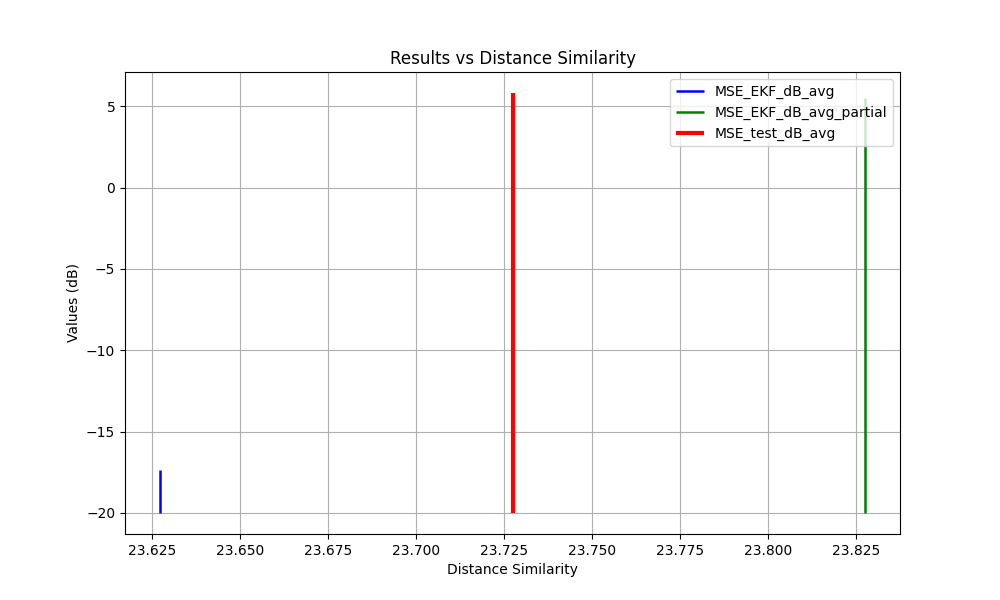 Results vs Distance Similarity
MSE_EKF_dB_avg
MSE_EKF_dB_avg_partial
MSE_test_dB_avg
Values (dB)
5
0
−5
−10
−15
−20
23.625 23.650 23.675 23.700 23.725 23.750 23.775 23.800 23.825
Distance Similarity